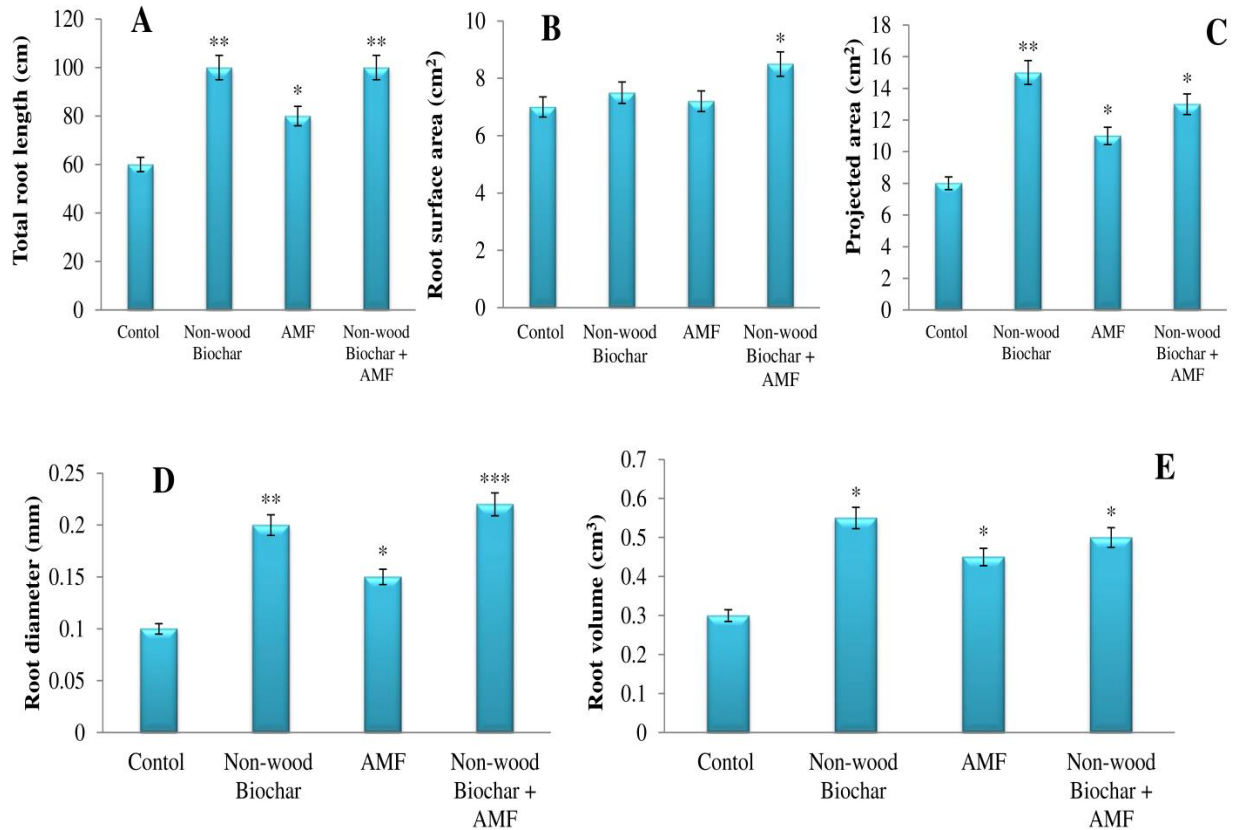 A
Total root length (cm)
120
100
80
60
40
20
0
**
*
**
Contol
Non-wood
Biochar
AMF
Non-wood
Biochar +
AMF
B
Root surface area (cm²)
10
8
6
4
2
0
*
Contol
Non-wood
Biochar
AMF
Non-wood
Biochar +
AMF
C
Projected area (cm²)
18
16
14
12
10
8
6
4
2
0
**
*
*
Contol
Non-wood
Biochar
AMF
Non-wood
Biochar +
AMF
D
Root diameter (mm)
0.25
0.2
0.15
0.1
0.05
0
**
*
***
Contol
Non-wood
Biochar
AMF
Non-wood
Biochar +
AMF
E
Root volume (cm³)
0.7
0.6
0.5
0.4
0.3
0.2
0.1
0
*
*
*
Contol
Non-wood
Biochar
AMF
Non-wood
Biochar +
AMF